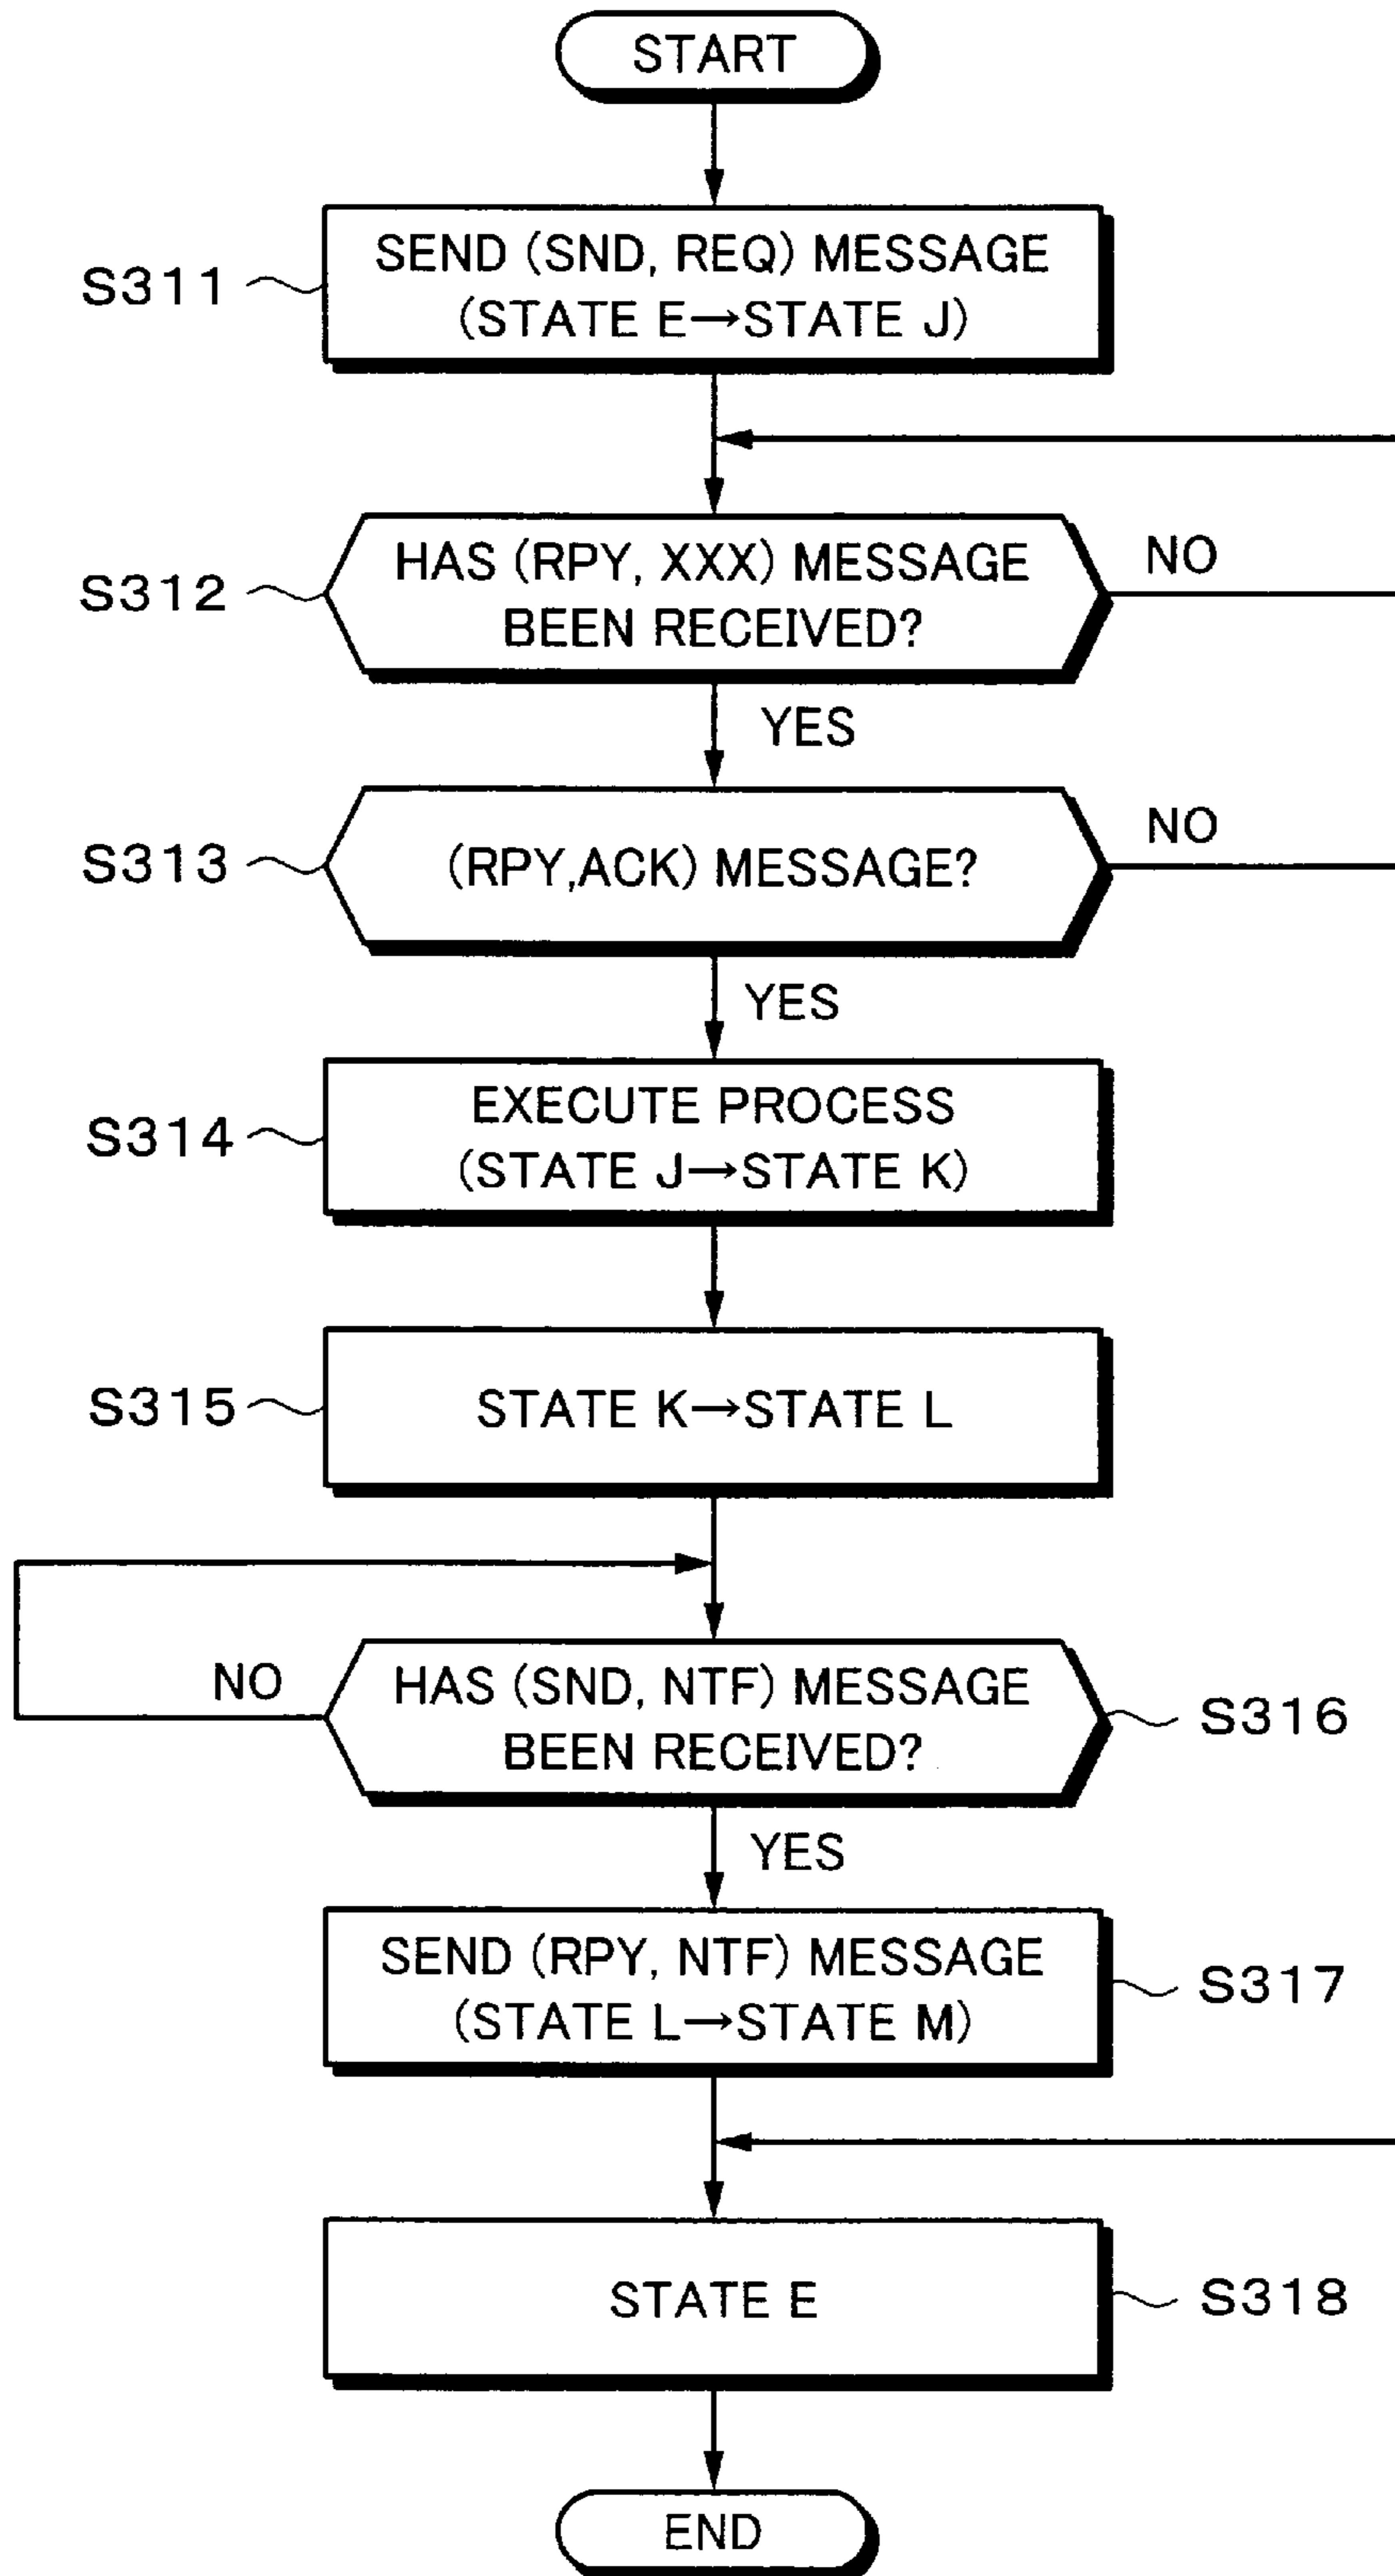 START
S311
SEND (SND, REQ) MESSAGE
(STATE E→STATE J)
S312
HAS (RPY, XXX) MESSAGE
BEEN RECEIVED?
NO
YES
S313
(RPY,ACK) MESSAGE?
NO
YES
S314
EXECUTE PROCESS
(STATE J→STATE K)
S315
STATE K→STATE L
NO
HAS (SND, NTF) MESSAGE
BEEN RECEIVED?
S316
YES
SEND (RPY, NTF) MESSAGE
(STATE L→STATE M)
S317
STATE E
S318
END